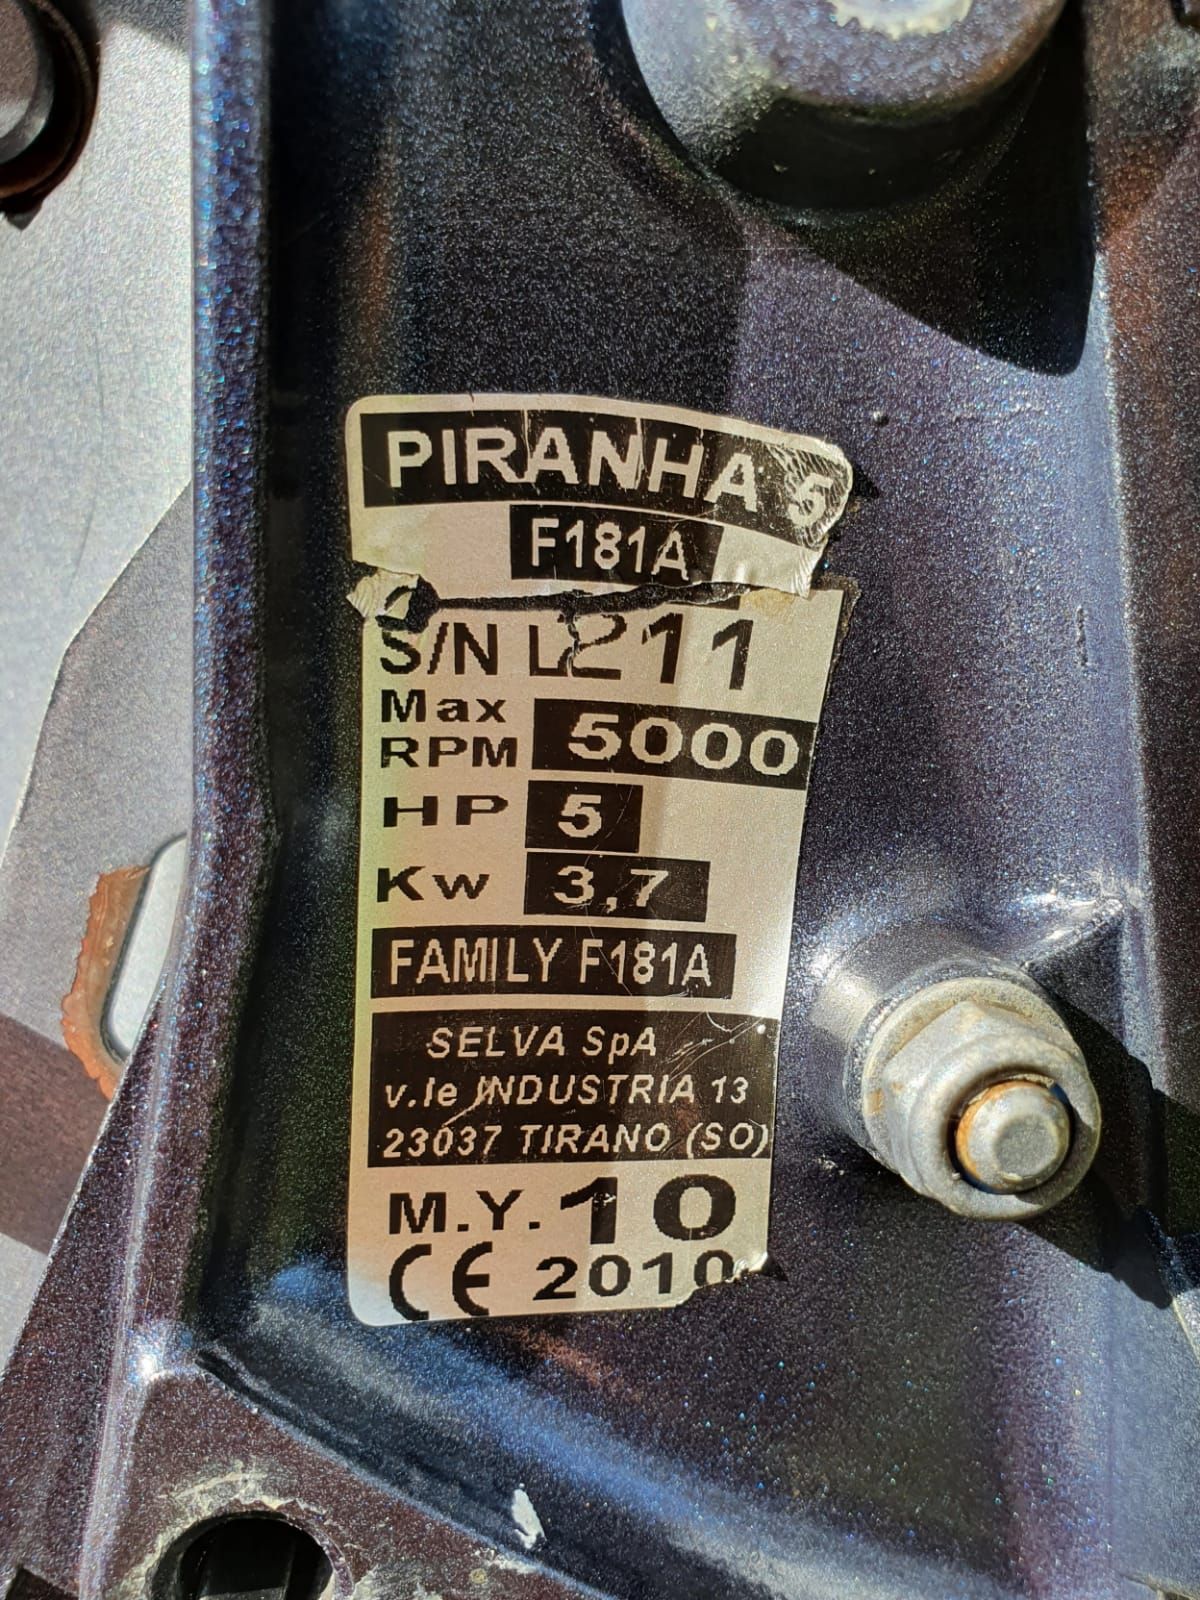 PIRANHA 5
F181A
S/N L211
Max
RPM 5000
HP 5
Kw 3,7
FAMILY F181A
SELVA SpA
v.le INDUSTRIA 13
23037 TIRANO (SO)
M.Y. 10
CE 2010